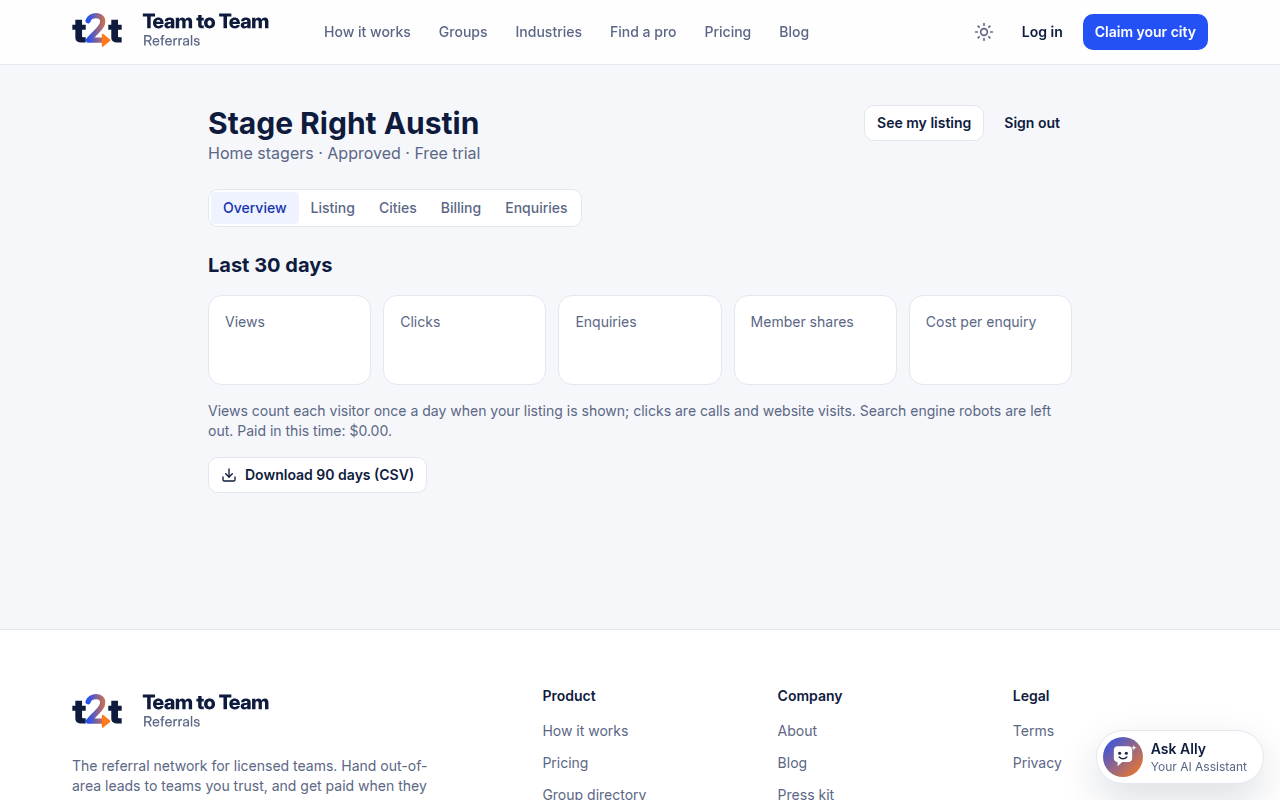 t2t Team to Team
Referrals
How it works Groups Industries Find a pro Pricing Blog
Log in
Claim your city
Stage Right Austin
Home stagers · Approved · Free trial
See my listing
Sign out
Overview Listing Cities Billing Enquiries
Last 30 days
Views Clicks Enquiries Member shares Cost per enquiry
Views count each visitor once a day when your listing is shown; clicks are calls and website visits. Search engine robots are left
out. Paid in this time: $0.00.
Download 90 days (CSV)
t2t Team to Team
Referrals
The referral network for licensed teams. Hand out-of-
area leads to teams you trust, and get paid when they
Product
How it works
Pricing
Group directory
Company
About
Blog
Press kit
Legal
Terms
Privacy
Ask Ally
Your AI Assistant